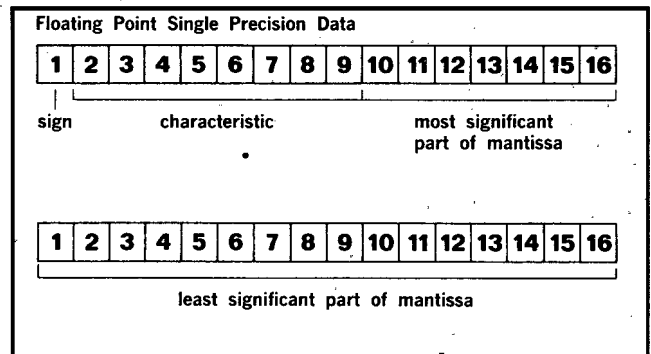 Floating Point Single Precision Data
1 2 3 4 5 6 7 8 9 10 11 12 13 14 15 16
sign characteristic most significant
part of mantissa
1 2 3 4 5 6 7 8 9 10 11 12 13 14 15 16
least significant part of mantissa